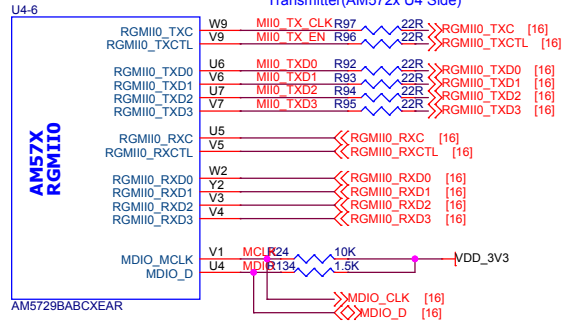 Transmitter(AM572x U4 Side)
U4-6
RGMII0_TXC W9 MII0_TX_CLK R97 22R RGMII0_TXC [16]
RGMII0_TXCTL V9 MII0_TX_EN R96 22R RGMII0_TXCTL [16]
RGMII0_TXD0 U6 MII0_TXD0 R92 22R RGMII0_TXD0 [16]
RGMII0_TXD1 V6 MII0_TXD1 R93 22R RGMII0_TXD1 [16]
RGMII0_TXD2 U7 MII0_TXD2 R94 22R RGMII0_TXD2 [16]
RGMII0_TXD3 V7 MII0_TXD3 R95 22R RGMII0_TXD3 [16]
RGMII0_RXC U5 RGMII0_RXC [16]
RGMII0_RXCTL V5 RGMII0_RXCTL [16]
AM57X
RGMII0
RGMII0_RXD0 W2 RGMII0_RXD0 [16]
RGMII0_RXD1 Y2 RGMII0_RXD1 [16]
RGMII0_RXD2 V3 RGMII0_RXD2 [16]
RGMII0_RXD3 V4 RGMII0_RXD3 [16]
MDIO_MCLK V1 MCLK R24 10K VDD_3V3
MDIO_D U4 MDIO R134 1.5K
MDIO_CLK [16]
MDIO_D [16]
AM5729BABCXEAR